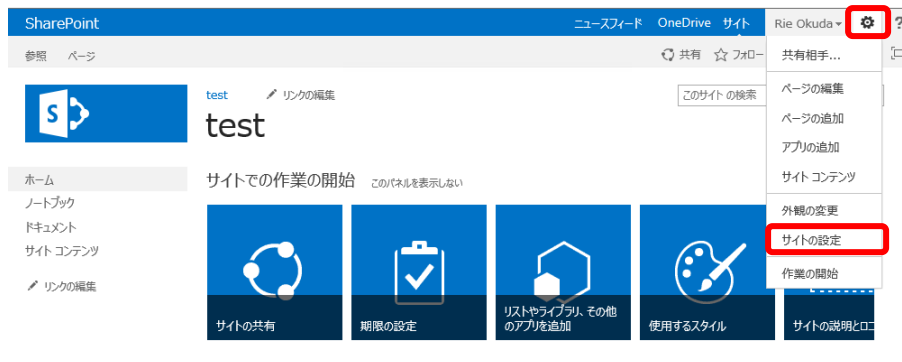 SharePoint
ニュースフィード OneDrive サイト Rie Okuda ?
参照 ページ
共有 フォロー
共有相手...
ページの編集
ページの追加
アプリの追加
サイト コンテンツ
外観の変更
サイトの設定
作業の開始
S
test リンクの編集
このサイト の検索
test
ホーム
ノートブック
ドキュメント
サイト コンテンツ
リンクの編集
サイトでの作業の開始 このパネルを表示しない
サイトの共有
期限の設定
リストやライブラリ、その他
のアプリを追加
使用するスタイル
サイトの説明とロゴ